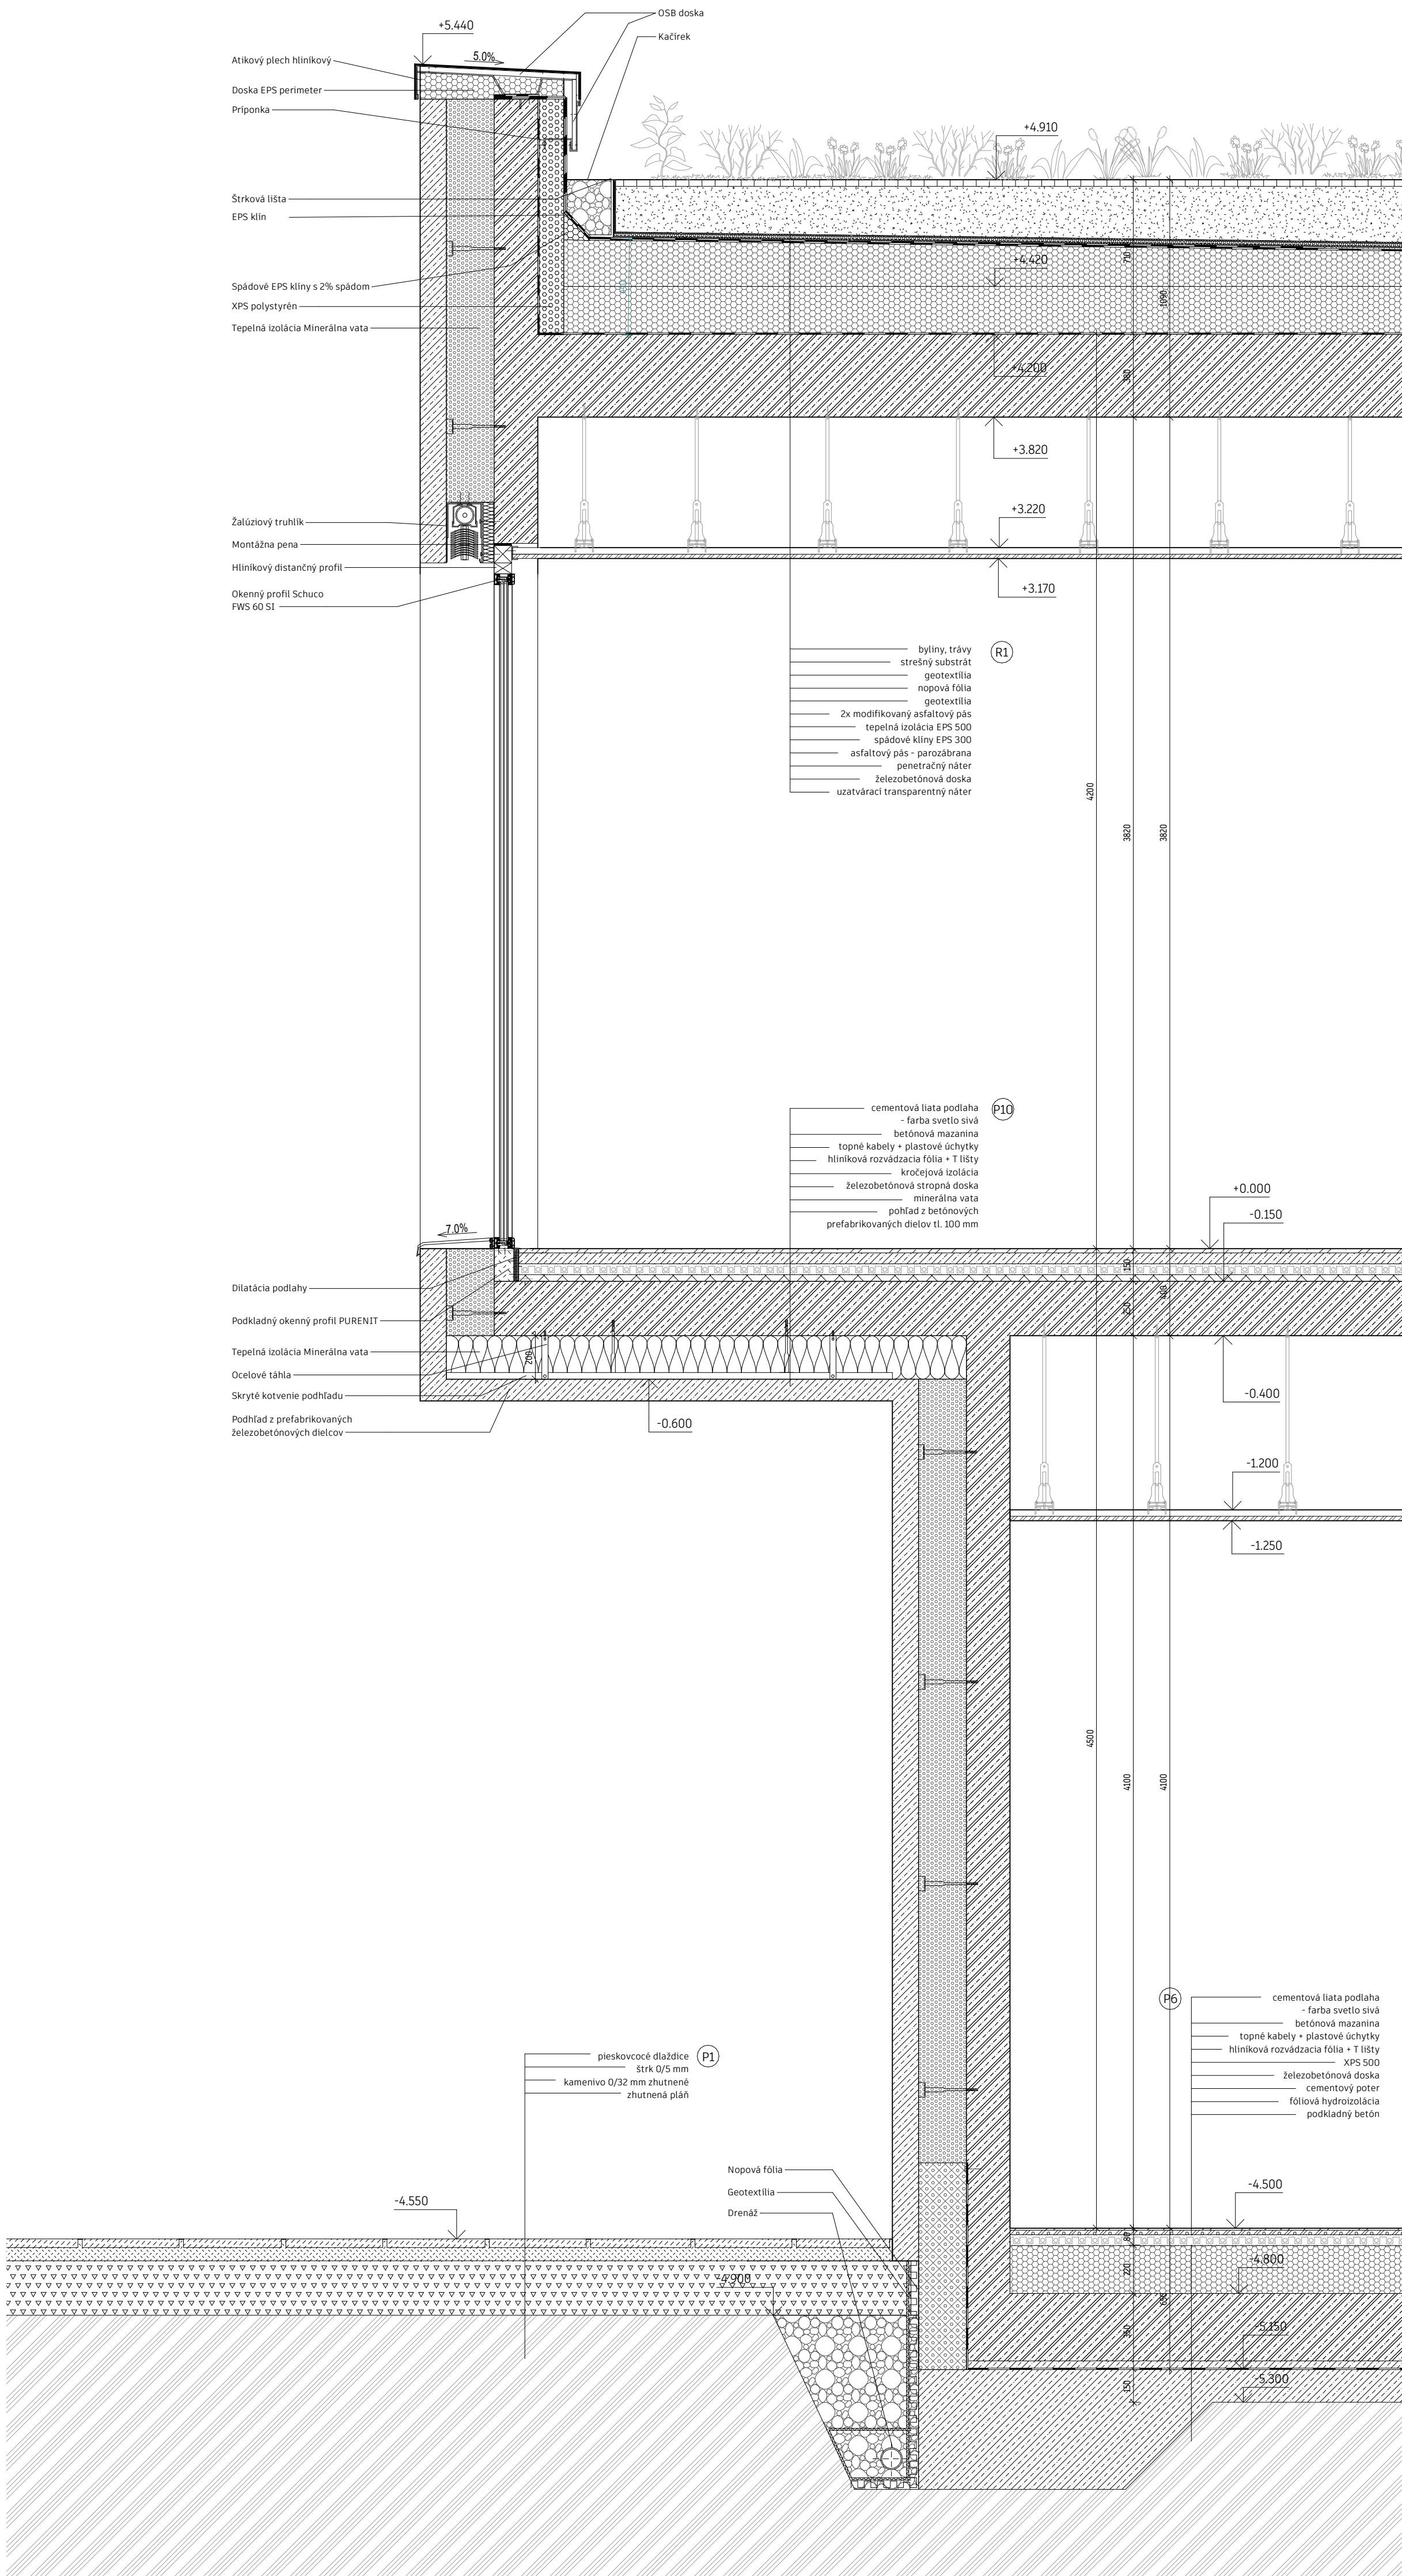 +5.440
OSB doska
Kačírek
5.0%
Atikový plech hliníkový
Doska EPS perimeter
Príponka
+4.910
Štrková lišta
EPS klín
Spádové EPS klíny s 2% spádom
XPS polystyrén
Tepelná izolácia Minerálna vata
+4.420
710
1090
+4.200
380
+3.820
+3.220
Žalúziový truhlík
Montážna pena
Hliníkový distančný profil
Okenný profil Schuco
FWS 60 SI
+3.170
R1
byliny, trávy
strešný substrát
geotextília
nopová fólia
geotextília
2x modifikovaný asfaltový pás
tepelná izolácia EPS 500
spádové klíny EPS 300
asfaltový pás - parozábrana
penetračný náter
železobetónová doska
uzatvárací transparentný náter
4200
3820
3820
P10
cementová liata podlaha
- farba svetlo sivá
betónová mazanina
topné kabely + plastové úchytky
hliníková rozvádzacia fólia + T lišty
kročejová izolácia
železobetónová stropná doska
minerálna vata
pohľad z betónových
prefabrikovaných dielov tl. 100 mm
+0.000
-0.150
7.0%
150
250
400
Dilatácia podlahy
Podkladný okenný profil PURENIT
Tepelná izolácia Minerálna vata
Ocelové táhla
Skryté kotvenie podhľadu
Podhľad z prefabrikovaných
železobetónových dielcov
200
-0.600
-0.400
-1.200
-1.250
4500
4100
4100
P6
cementová liata podlaha
- farba svetlo sivá
betónová mazanina
topné kabely + plastové úchytky
hliníková rozvádzacia fólia + T lišty
XPS 500
železobetónová doska
cementový poter
fóliová hydroizolácia
podkladný betón
P1
pieskovcocé dlaždice
štrk 0/5 mm
kamenivo 0/32 mm zhutnené
zhutnená pláň
Nopová fólia
Geotextília
Drenáž
-4.550
-4.500
80
-4.800
220
-4.900
-5.150
-5.300
150